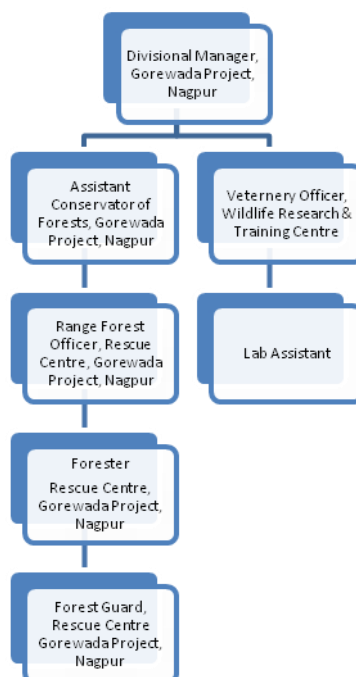 Divisional Manager,
Gorewada Project,
Nagpur
Assistant
Conservator of
Forests, Gorewada
Project, Nagpur
Veternery Officer,
Wildlife Research &
Training Centre
Range Forest
Officer, Rescue
Centre, Gorewada
Project, Nagpur
Lab Assistant
Forester
Rescue Centre,
Gorewada Project,
Nagpur
Forest Guard,
Rescue Centre
Gorewada Project,
Nagpur